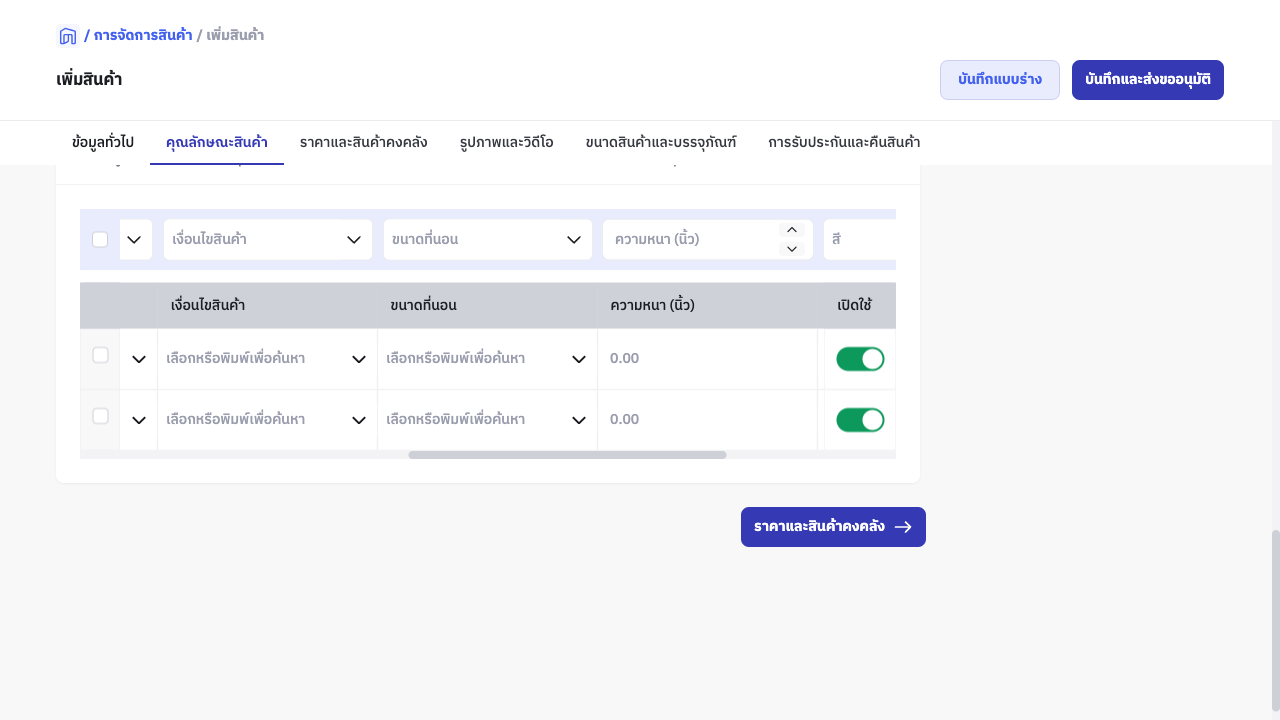 / การจัดการสินค้า / เพิ่มสินค้า
เพิ่มสินค้า
บันทึกแบบร่าง
บันทึกและส่งขออนุมัติ
ข้อมูลทั่วไป คุณลักษณะสินค้า ราคาและสินค้าคงคลัง รูปภาพและวิดีโอ ขนาดสินค้าและบรรจุภัณฑ์ การรับประกันและคืนสินค้า
เงื่อนไขสินค้า ขนาดที่นอน ความหนา (นิ้ว) สี
เงื่อนไขสินค้า ขนาดที่นอน ความหนา (นิ้ว) เปิดใช้
เลือกหรือพิมพ์เพื่อค้นหา เลือกหรือพิมพ์เพื่อค้นหา 0.00
เลือกหรือพิมพ์เพื่อค้นหา เลือกหรือพิมพ์เพื่อค้นหา 0.00
ราคาและสินค้าคงคลัง